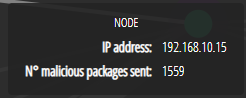 NODE
IP address: 192.168.10.15
N° malicious packages sent: 1559